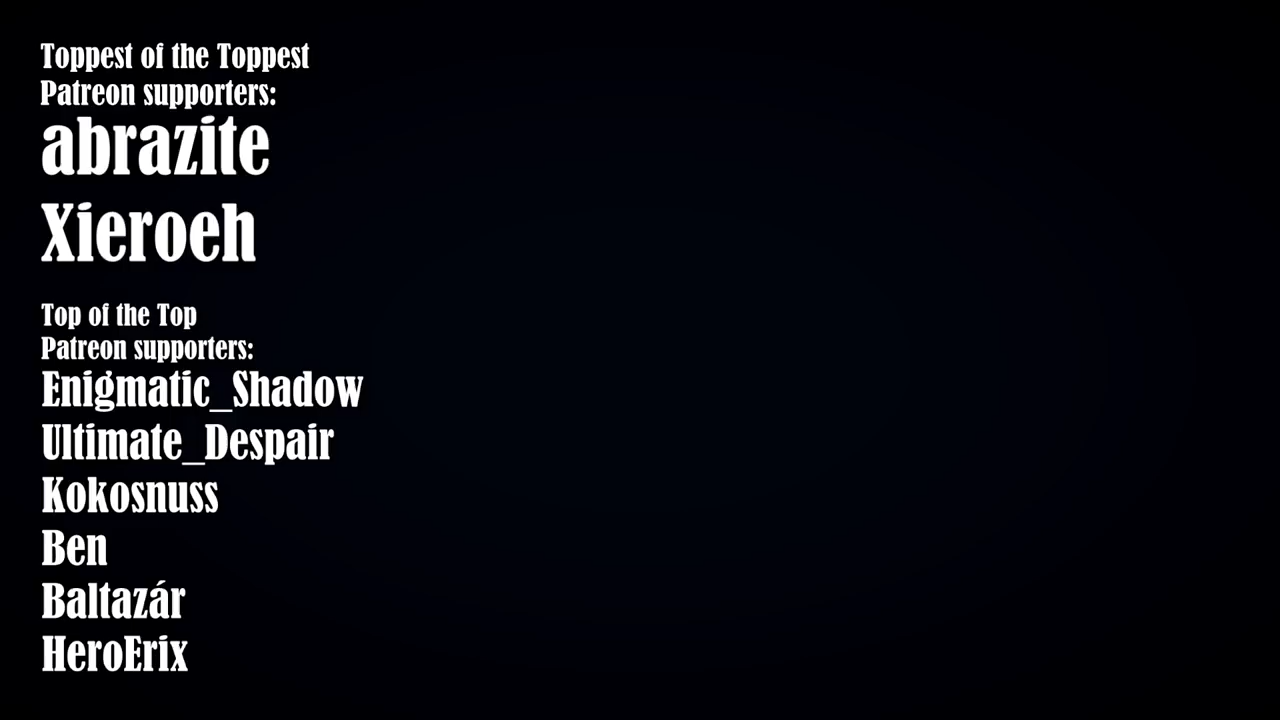 Toppest of the Toppest
Patreon supporters:
abrazite
Xieroeh
Top of the Top
Patreon supporters:
Enigmatic_Shadow
Ultimate_Despair
Kokosnuss
Ben
Baltazár
HeroErix